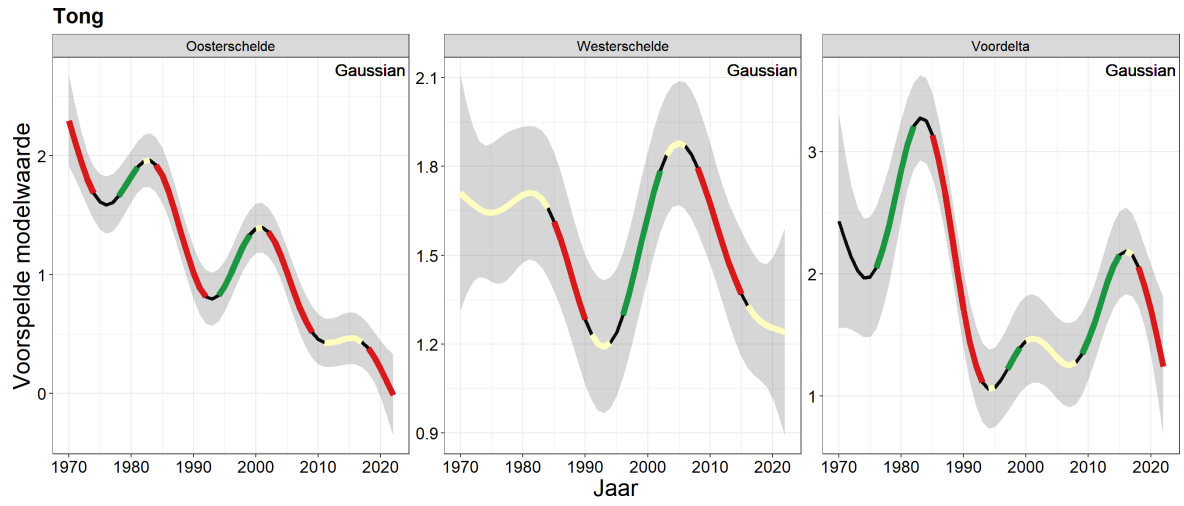 Tong
Oosterschelde
Westerschelde
Voordelta
Gaussian
Gaussian
Gaussian
Voorspelde modelwaarde
2
1
0
2.1
1.8
1.5
1.2
0.9
3
2
1
1970 1980 1990 2000 2010 2020
1970 1980 1990 2000 2010 2020
1970 1980 1990 2000 2010 2020
Jaar